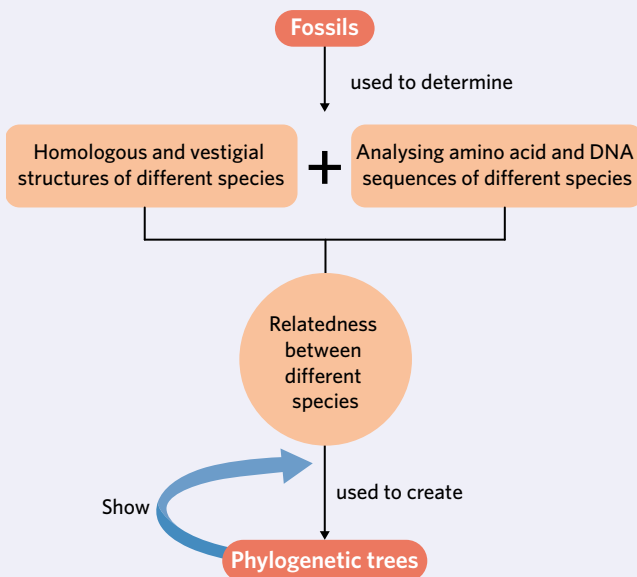 Fossils
used to determine
Homologous and vestigial
structures of different species
+
Analysing amino acid and DNA
sequences of different species
Relatedness
between
different
species
used to create
Show
Phylogenetic trees